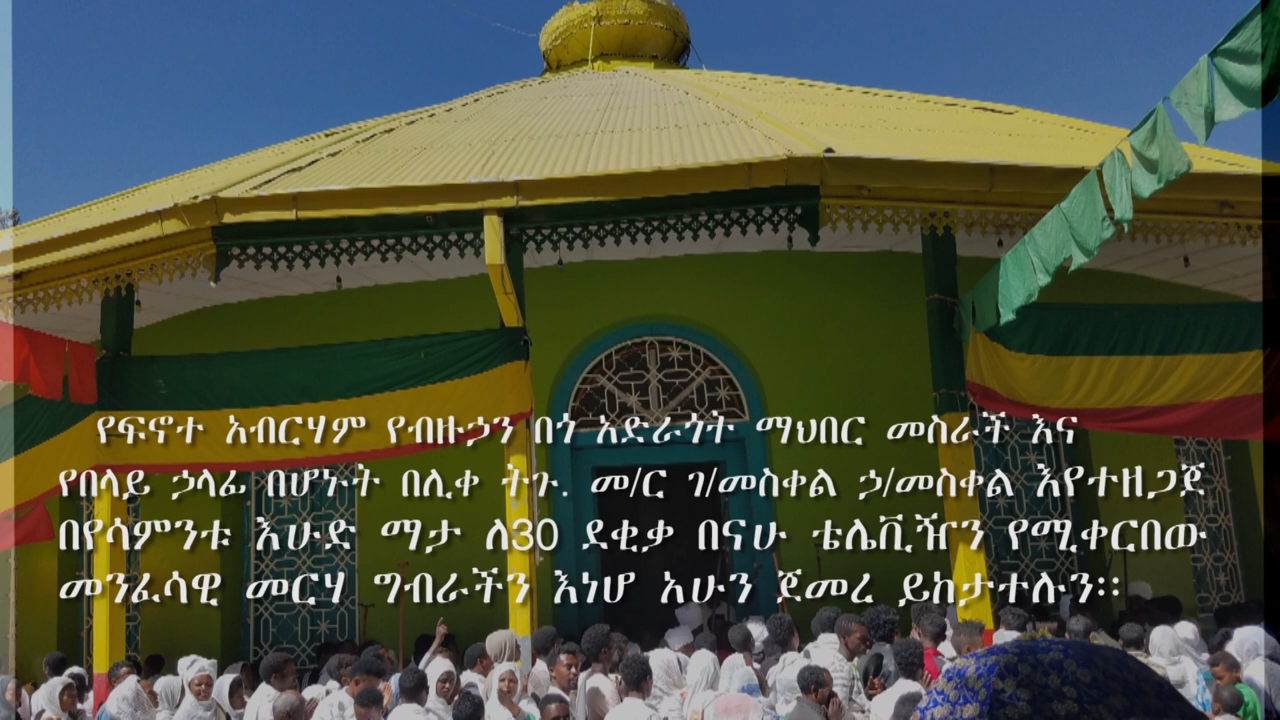 የፍኖተ አብርሃም የብዙኃን በጎ አድራጎት ማህበር መስራች እና
የበላይ ኃላፊ በሆኑት በሊቀ ትጉ. መ/ር ገ/መስቀል ኃ/መስቀል እየተዘጋጀ
በየሳምንቱ እሁድ ማታ ለ30 ደቂቃ በናሁ ቴሌቪዥን የሚቀርበው
መንፈሳዊ መርሃ ግብራችን እነሆ አሁን ጀመረ ይከታተሉን፡፡